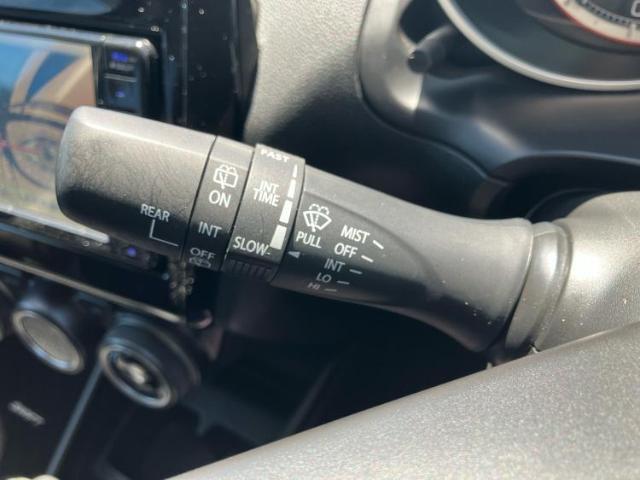 REAR
ON
INT
OFF
FAST
INT
TIME
SLOW-
PULL
MIST
OFF
INT
LO
HI